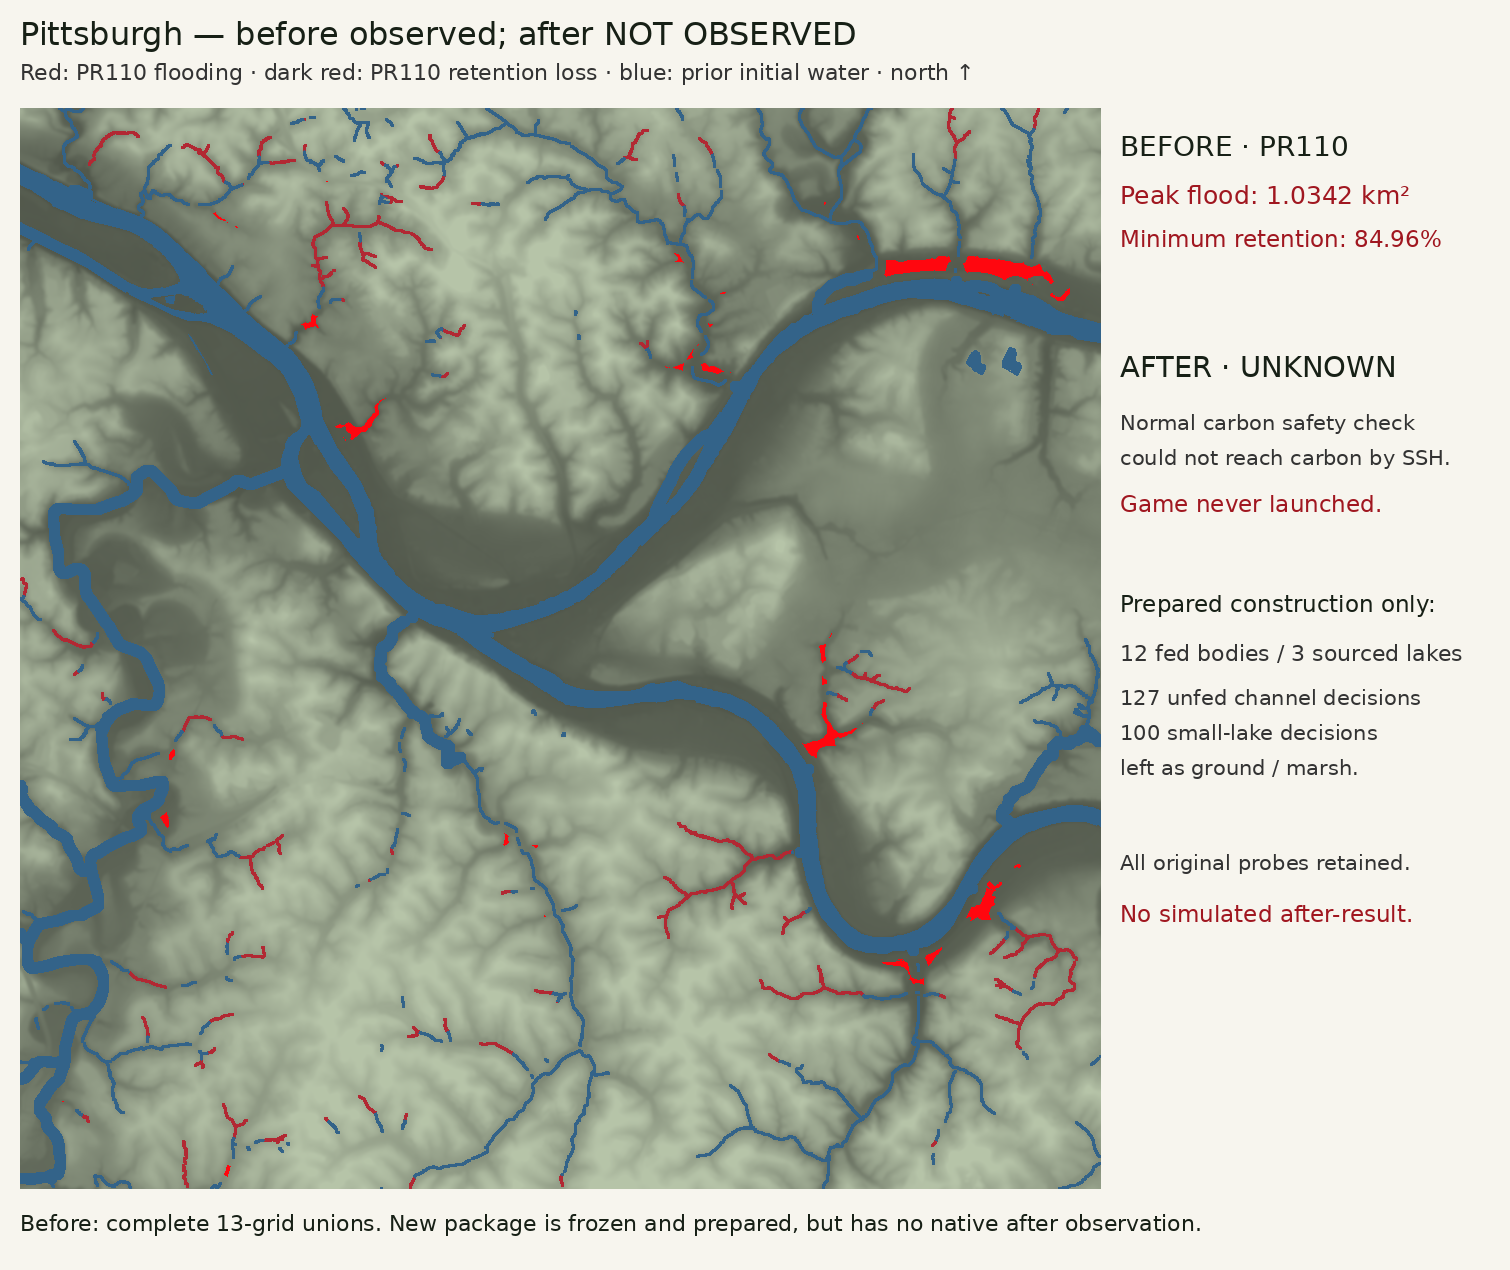 Pittsburgh — before observed; after NOT OBSERVED
Red: PR110 flooding · dark red: PR110 retention loss · blue: prior initial water · north ↑
BEFORE · PR110
Peak flood: 1.0342 km²
Minimum retention: 84.96%
AFTER · UNKNOWN
Normal carbon safety check
could not reach carbon by SSH.
Game never launched.
Prepared construction only:
12 fed bodies / 3 sourced lakes
127 unfed channel decisions
100 small-lake decisions
left as ground / marsh.
All original probes retained.
No simulated after-result.
Before: complete 13-grid unions. New package is frozen and prepared, but has no native after observation.